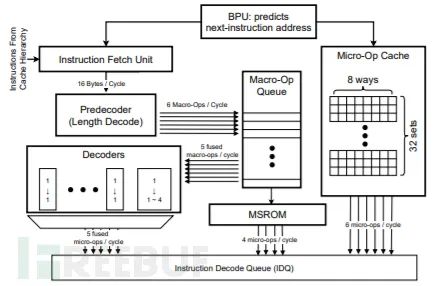 BPU: predicts
next-instruction address
Instructions From
Cache Hierarchy
Instruction Fetch Unit
16 Bytes / Cycle
Predecoder
(Length Decode)
6 Macro-Ops / Cycle
Macro-Op
Queue
Micro-Op Cache
8 ways
32 sets
5 fused
macro-ops / cycle
Decoders
1
1
1
1
1
1 ~ 4
MSROM
5 fused
micro-ops / cycle
4 micro-ops / cycle
6 micro-ops / cycle
Instruction Decode Queue (IDQ)
FREEBUF